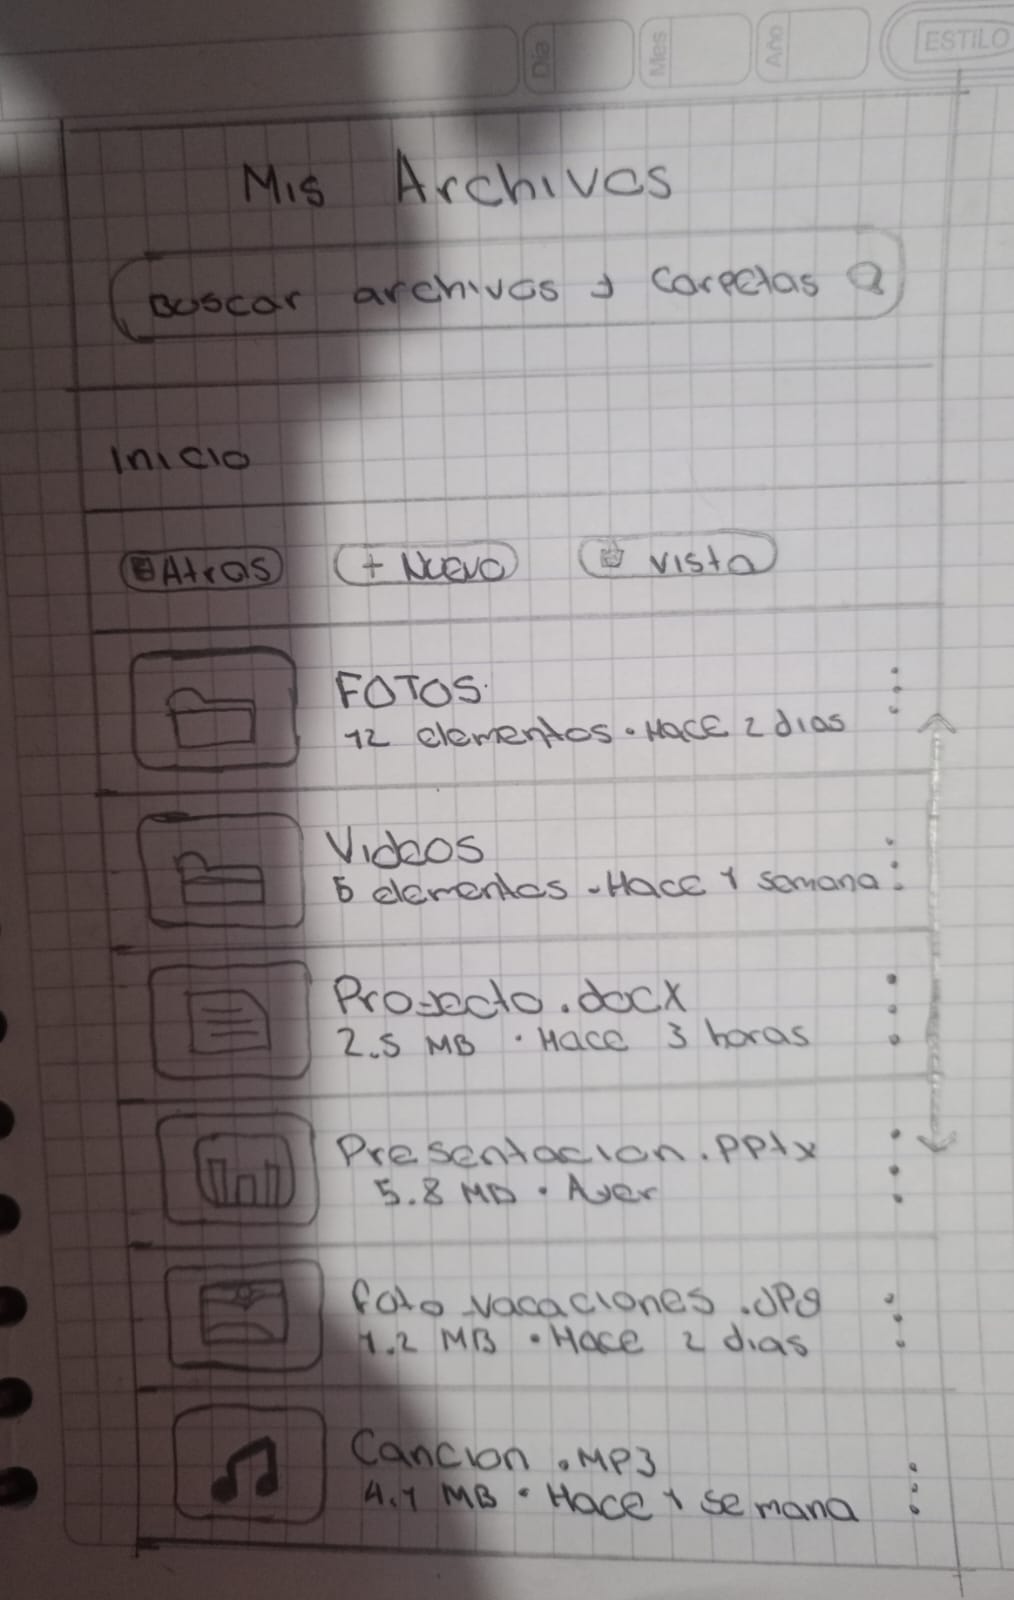 Día
Mes
Año
ESTILO
Mis Archivos
Buscar archivos y carpetas
Inicio
Atras
+ Nuevo
vista
FOTOS
12 elementos • Hace 2 dias
Videos
5 elementos - Hace 1 semana
Proyecto.docx
2.5 MB • Hace 3 horas
Presentacion.pptx
5.8 MB • Ayer
foto_vacaciones.JPg
1.2 MB • Hace 2 dias
Cancion.MP3
4.1 MB • Hace 1 semana